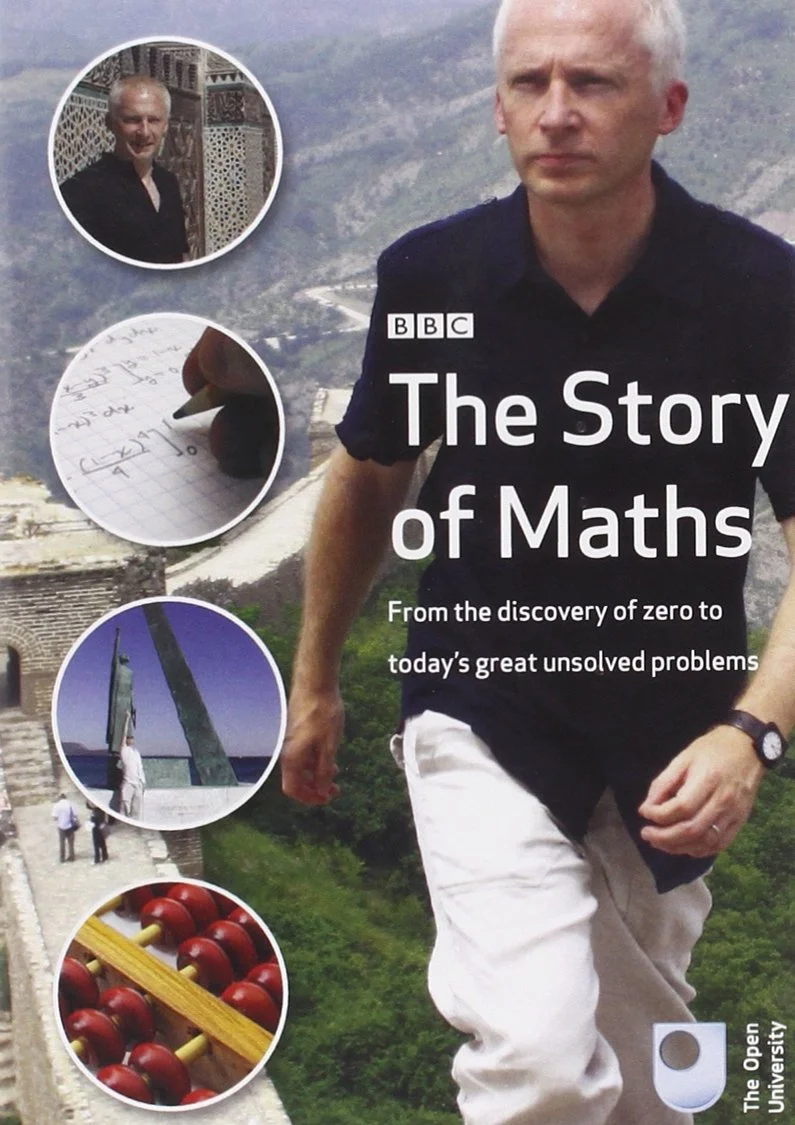 BBC
The Story
of Maths
From the discovery of zero to
today's great unsolved problems
The Open
University